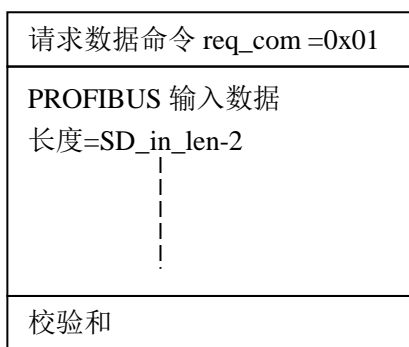 请求数据命令 req_com =0x01
PROFIBUS 输入数据
长度=SD_in_len-2
校验和